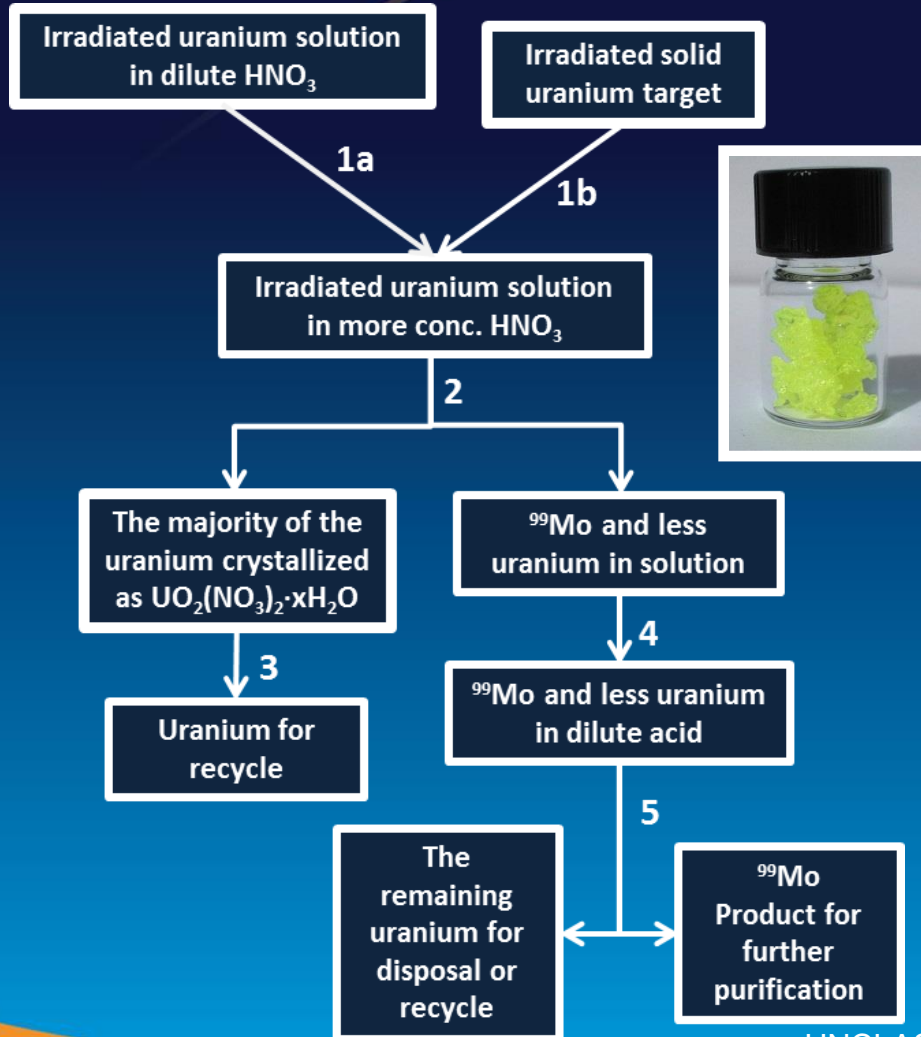 Irradiated uranium solution
in dilute HNO₃
Irradiated solid
uranium target
1a
1b
Irradiated uranium solution
in more conc. HNO₃
2
The majority of the
uranium crystallized
as UO₂(NO₃)₂·xH₂O
⁹⁹Mo and less
uranium in solution
3
4
Uranium for
recycle
⁹⁹Mo and less uranium
in dilute acid
5
The
remaining
uranium for
disposal or
recycle
⁹⁹Mo
Product for
further
purification